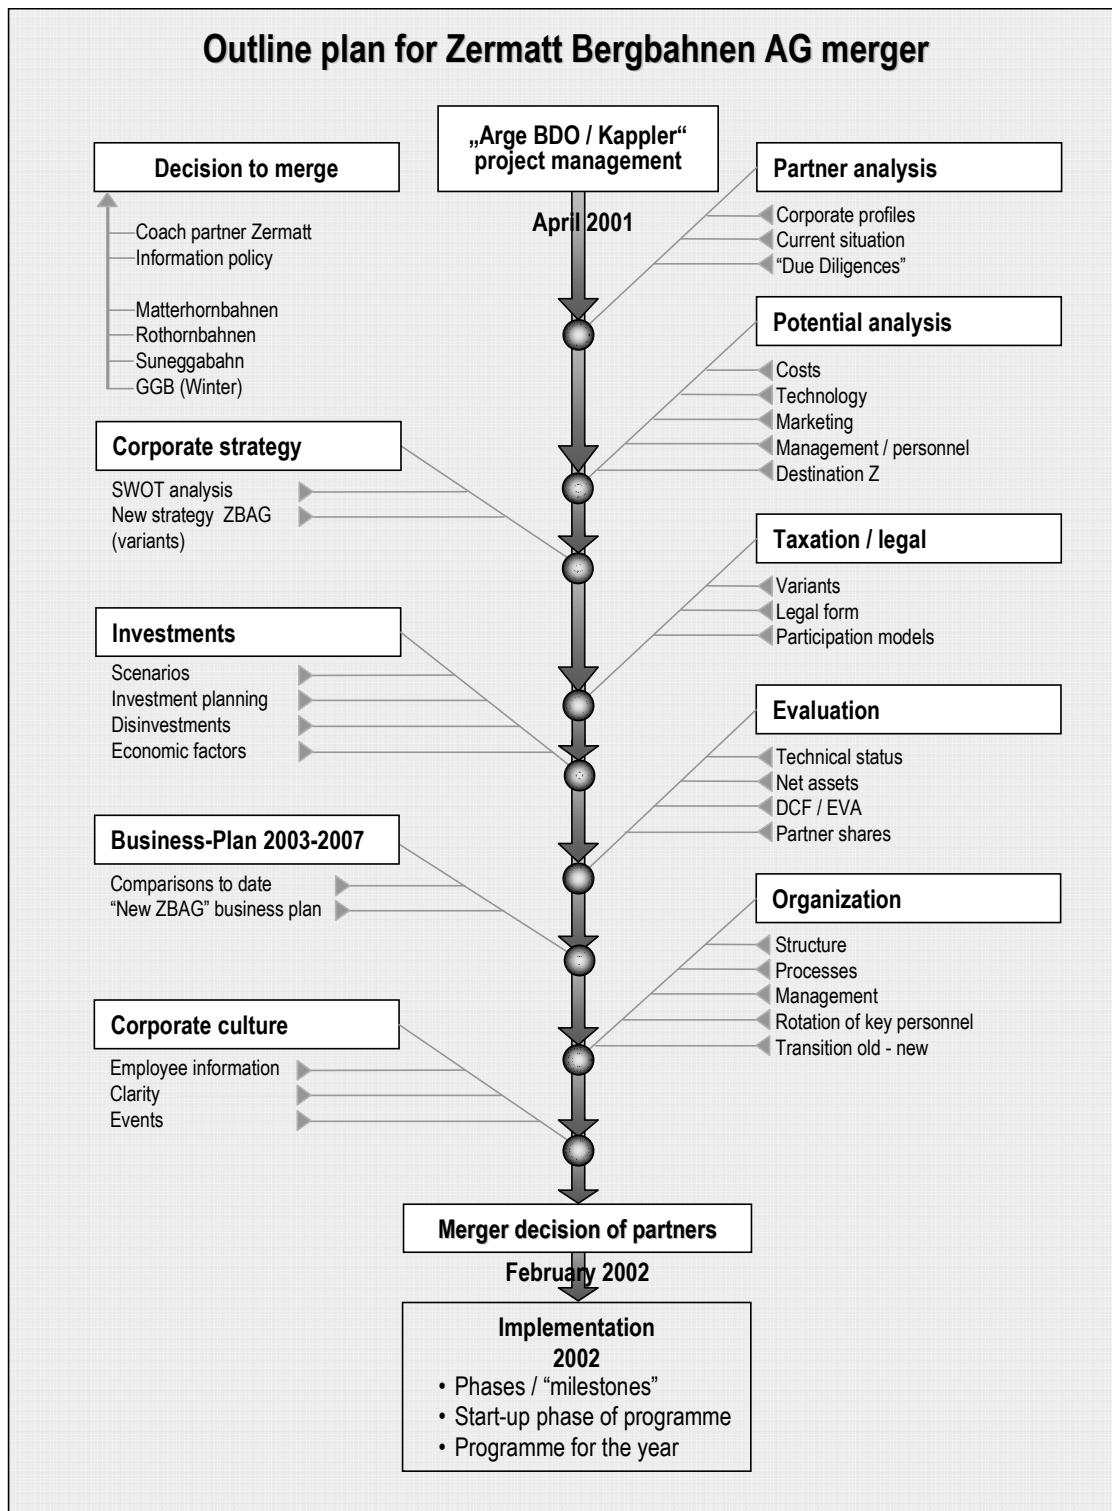 Outline plan for Zermatt Bergbahnen AG merger
„Arge BDO / Kappler“
project management
April 2001
Decision to merge
Coach partner Zermatt
Information policy
Matterhornbahnen
Rothornbahnen
Suneggabahn
GGB (Winter)
Partner analysis
Corporate profiles
Current situation
“Due Diligences”
Potential analysis
Costs
Technology
Marketing
Management / personnel
Destination Z
Corporate strategy
SWOT analysis
New strategy ZBAG
(variants)
Taxation / legal
Variants
Legal form
Participation models
Investments
Scenarios
Investment planning
Disinvestments
Economic factors
Evaluation
Technical status
Net assets
DCF / EVA
Partner shares
Business-Plan 2003-2007
Comparisons to date
“New ZBAG” business plan
Organization
Structure
Processes
Management
Rotation of key personnel
Transition old - new
Corporate culture
Employee information
Clarity
Events
Merger decision of partners
February 2002
Implementation
2002
• Phases / “milestones”
• Start-up phase of programme
• Programme for the year